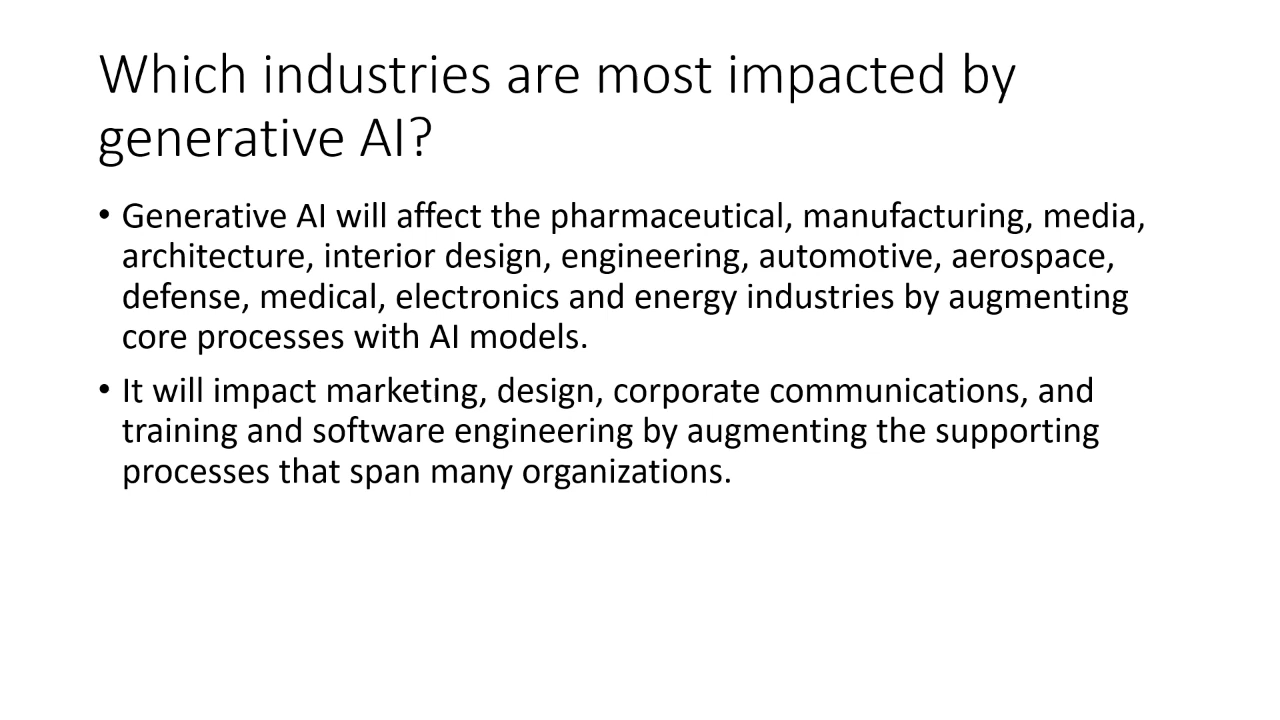 Which industries are most impacted by
generative AI?
• Generative AI will affect the pharmaceutical, manufacturing, media,
architecture, interior design, engineering, automotive, aerospace,
defense, medical, electronics and energy industries by augmenting
core processes with AI models.
• It will impact marketing, design, corporate communications, and
training and software engineering by augmenting the supporting
processes that span many organizations.